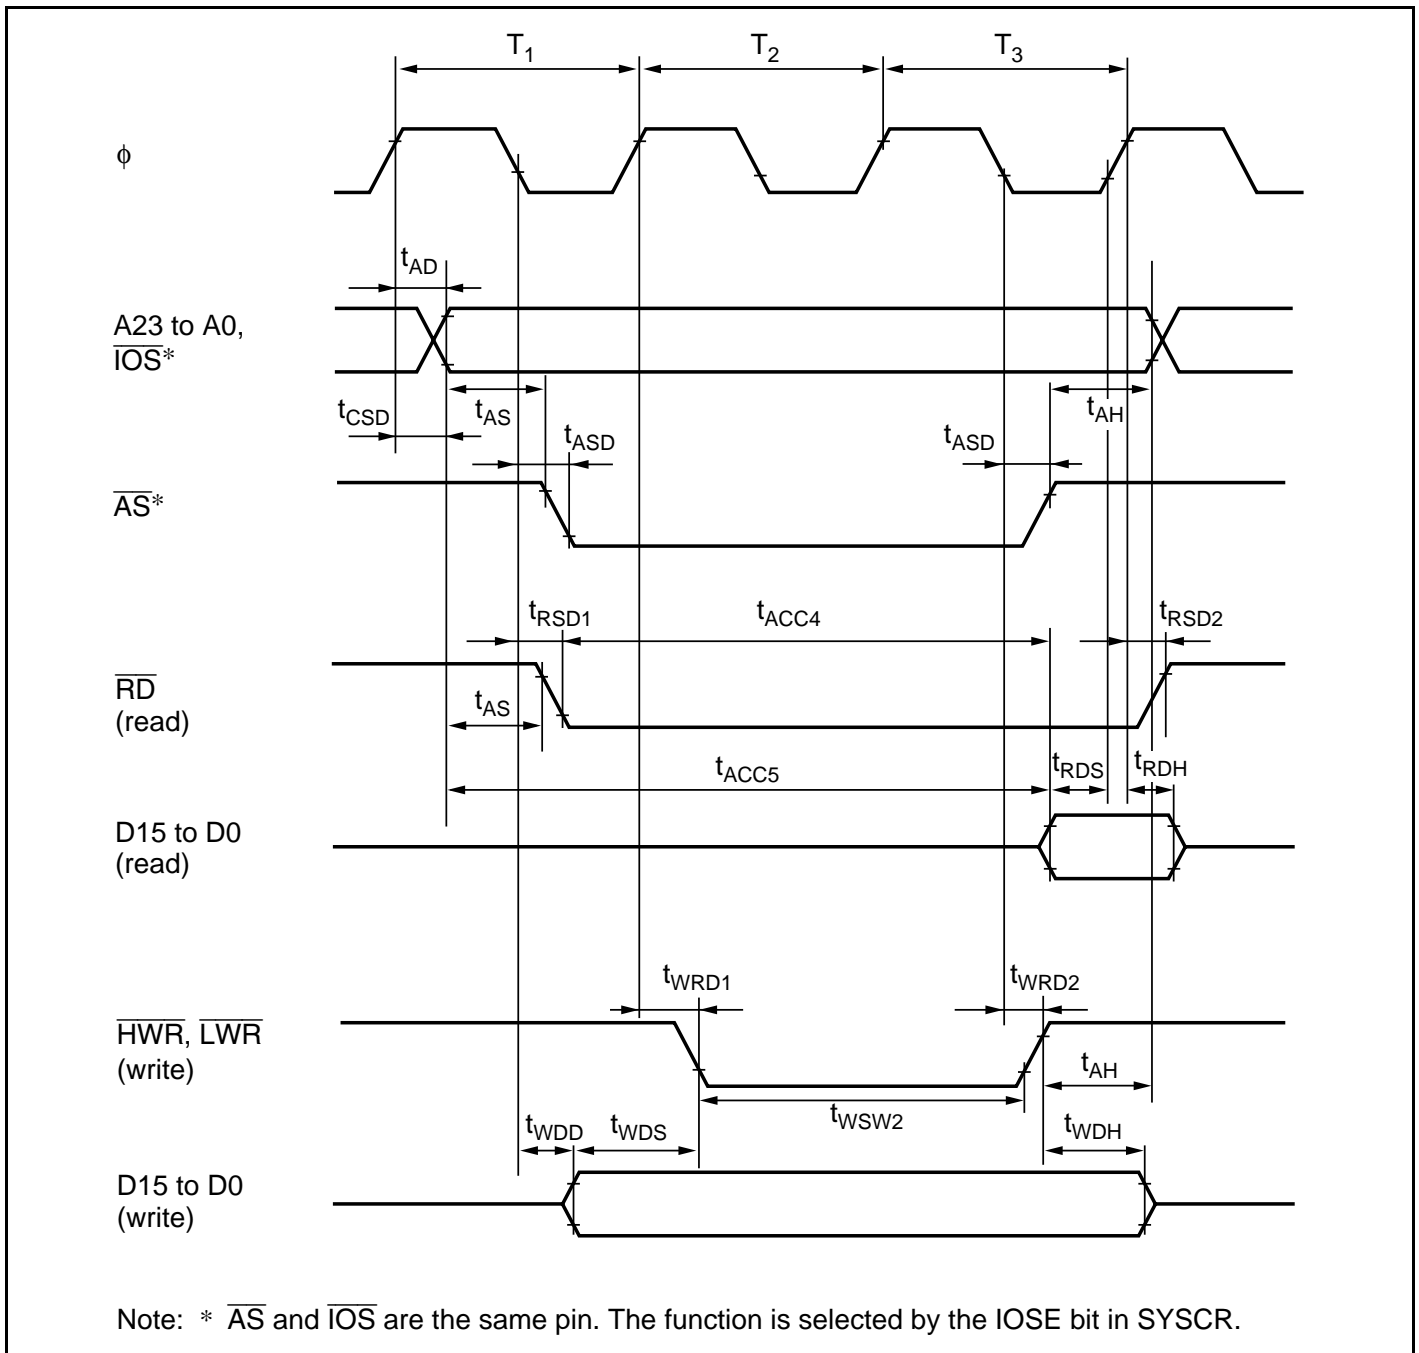 T1 T2 T3
ϕ
tAD
A23 to A0,
IOS*
tCSD tAS tAH
tASD tASD
AS*
tRSD1 tACC4 tRSD2
RD
(read)
tAS
tACC5 tRDS tRDH
D15 to D0
(read)
tWRD1 tWRD2
HWR, LWR
(write)
tAH
tWSW2
tWDD tWDS tWDH
D15 to D0
(write)
Note: * AS and IOS are the same pin. The function is selected by the IOSE bit in SYSCR.